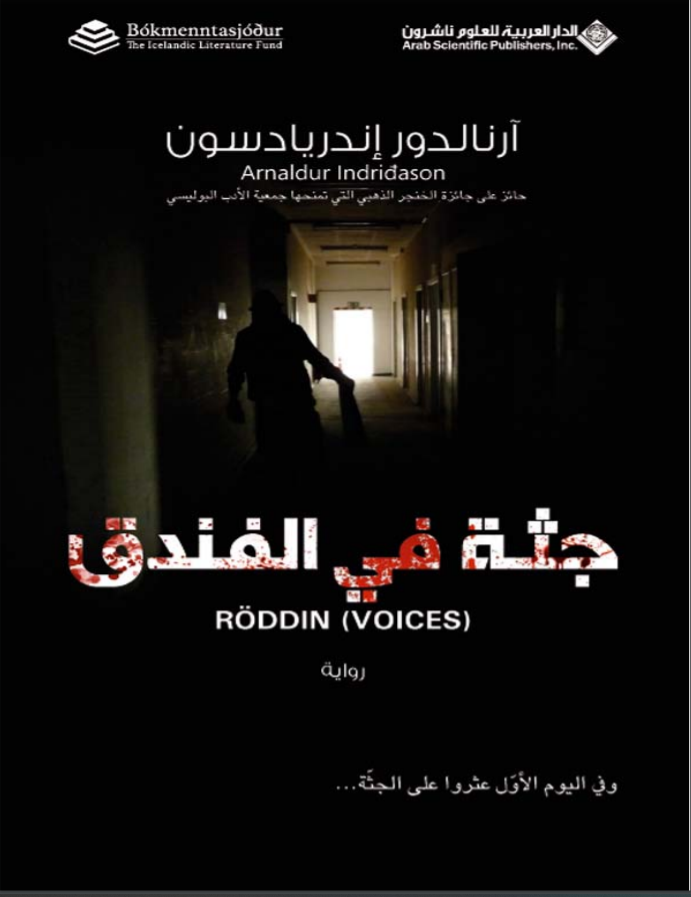 Bókmenntasjóður
The Icelandic Literature Fund
الدار العربية للعلوم ناشرون
Arab Scientific Publishers, Inc.
آرنالدور إندريادسون
Arnaldur Indriđason
حائز على جائزة الخنجر الذهبي التي تمنحها جمعية الأدب البوليسي
جثة في الفندق
RÖDDIN (VOICES)
رواية
وفي اليوم الأوّل عثروا على الجثّة...